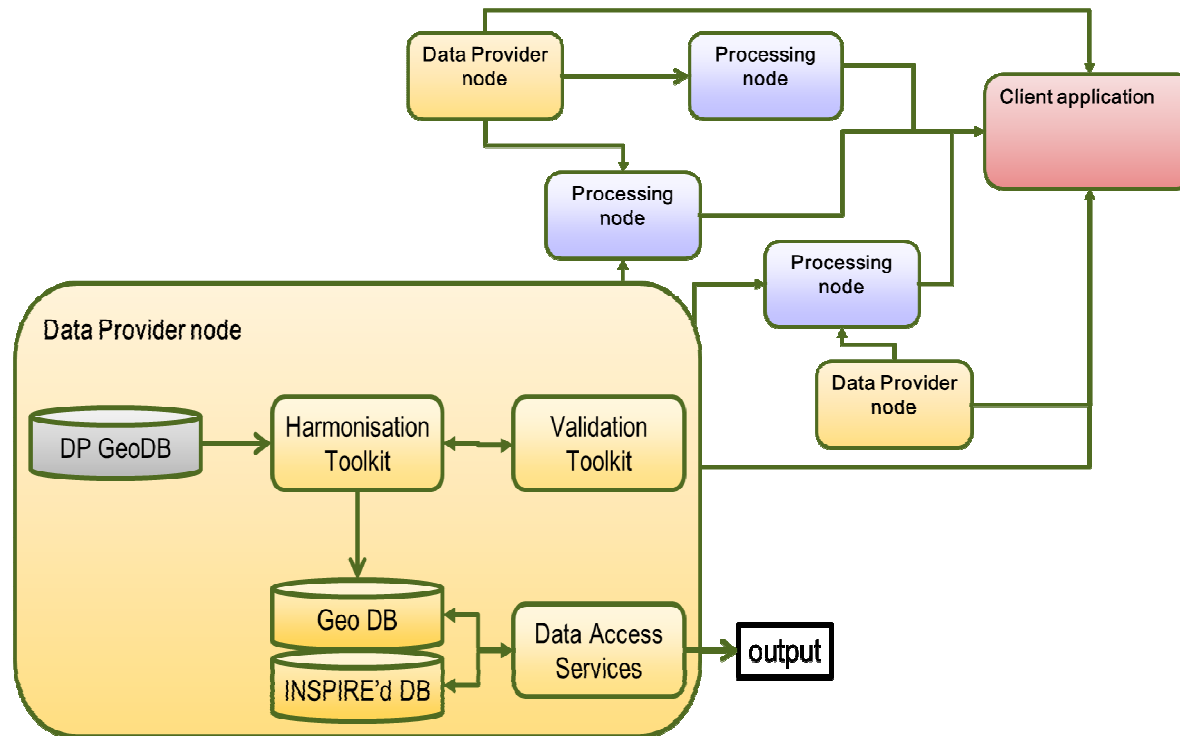 Data Provider
node
Processing
node
Client application
Processing
node
Processing
node
Data Provider node
Data Provider
node
DP GeoDB
Harmonisation
Toolkit
Validation
Toolkit
Geo DB
INSPIRE'd DB
Data Access
Services
output